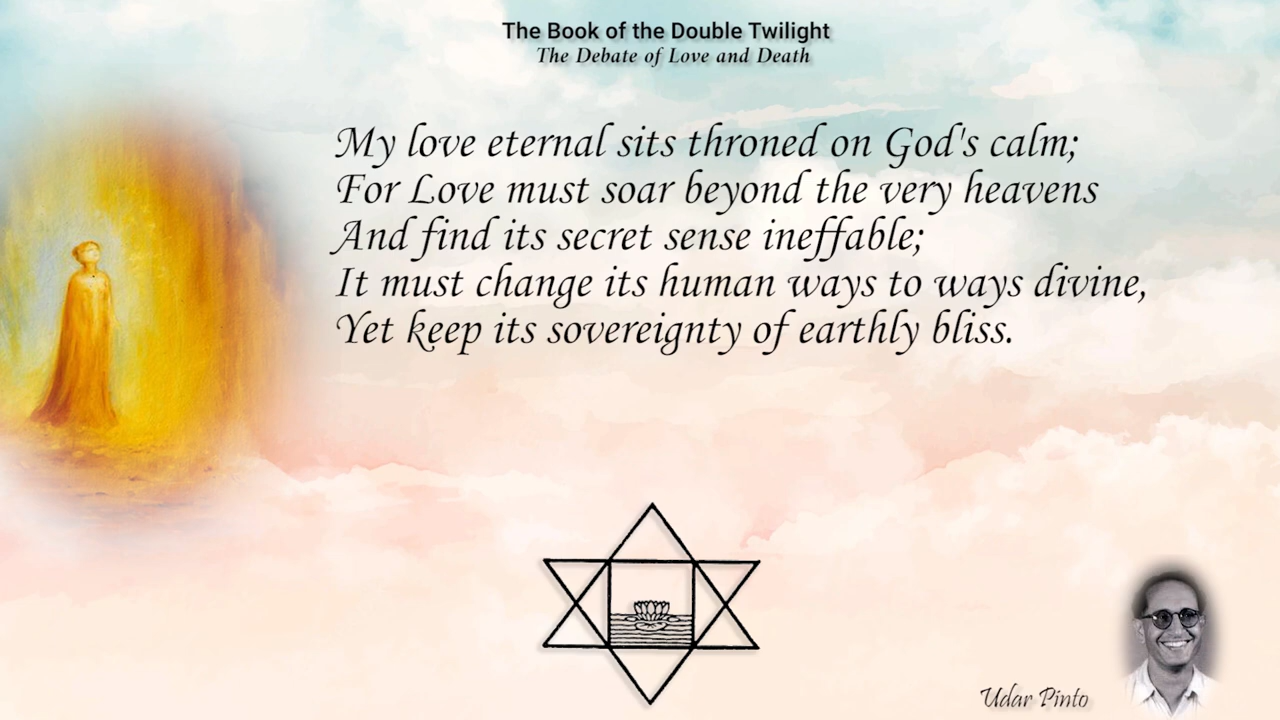 The Book of the Double Twilight
The Debate of Love and Death
My love eternal sits throned on God's calm;
For Love must soar beyond the very heavens
And find its secret sense ineffable;
It must change its human ways to ways divine,
Yet keep its sovereignty of earthly bliss.
Udar Pinto